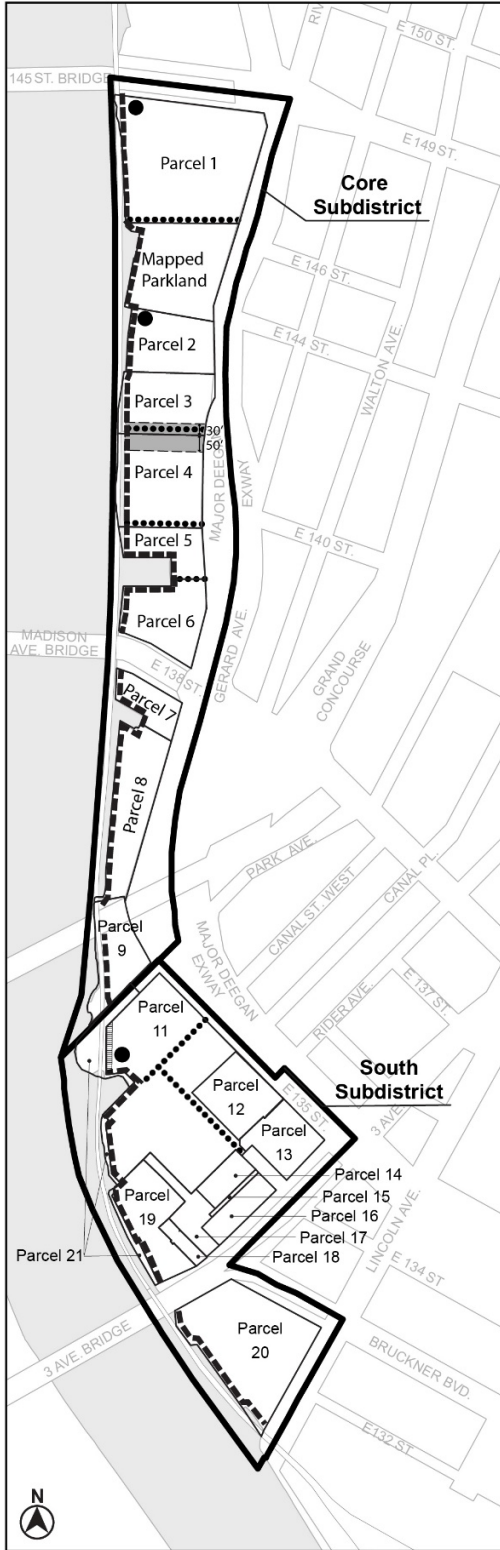 E 150 ST.
RIV
145 ST. BRIDGE
E 149 ST.
Parcel 1
Core
Subdistrict
Mapped
Parkland
E 146 ST.
E 144 ST.
WALTON AVE.
Parcel 2
Parcel 3
30'
50'
MAJOR DEEGAN
EXWAY
Parcel 4
Parcel 5
E 140 ST.
Parcel 6
MADISON
AVE. BRIDGE
E 138 ST.
GERARD AVE.
GRAND
CONCOURSE
Parcel 7
Parcel 8
PARK AVE.
CANAL ST. WEST
CANAL PL.
Parcel
9
MAJOR DEEGAN
EXWAY
RIDER AVE.
E 137 ST.
Parcel
11
South
Subdistrict
Parcel
12
E 135 ST.
3 AVE.
Parcel
13
Parcel 14
Parcel 15
Parcel
19
Parcel 16
Parcel 17
Parcel 18
Parcel 21
LINCOLN AVE.
E 134 ST
Parcel
20
3 AVE. BRIDGE
BRUCKNER BVD.
E 132 ST.
N